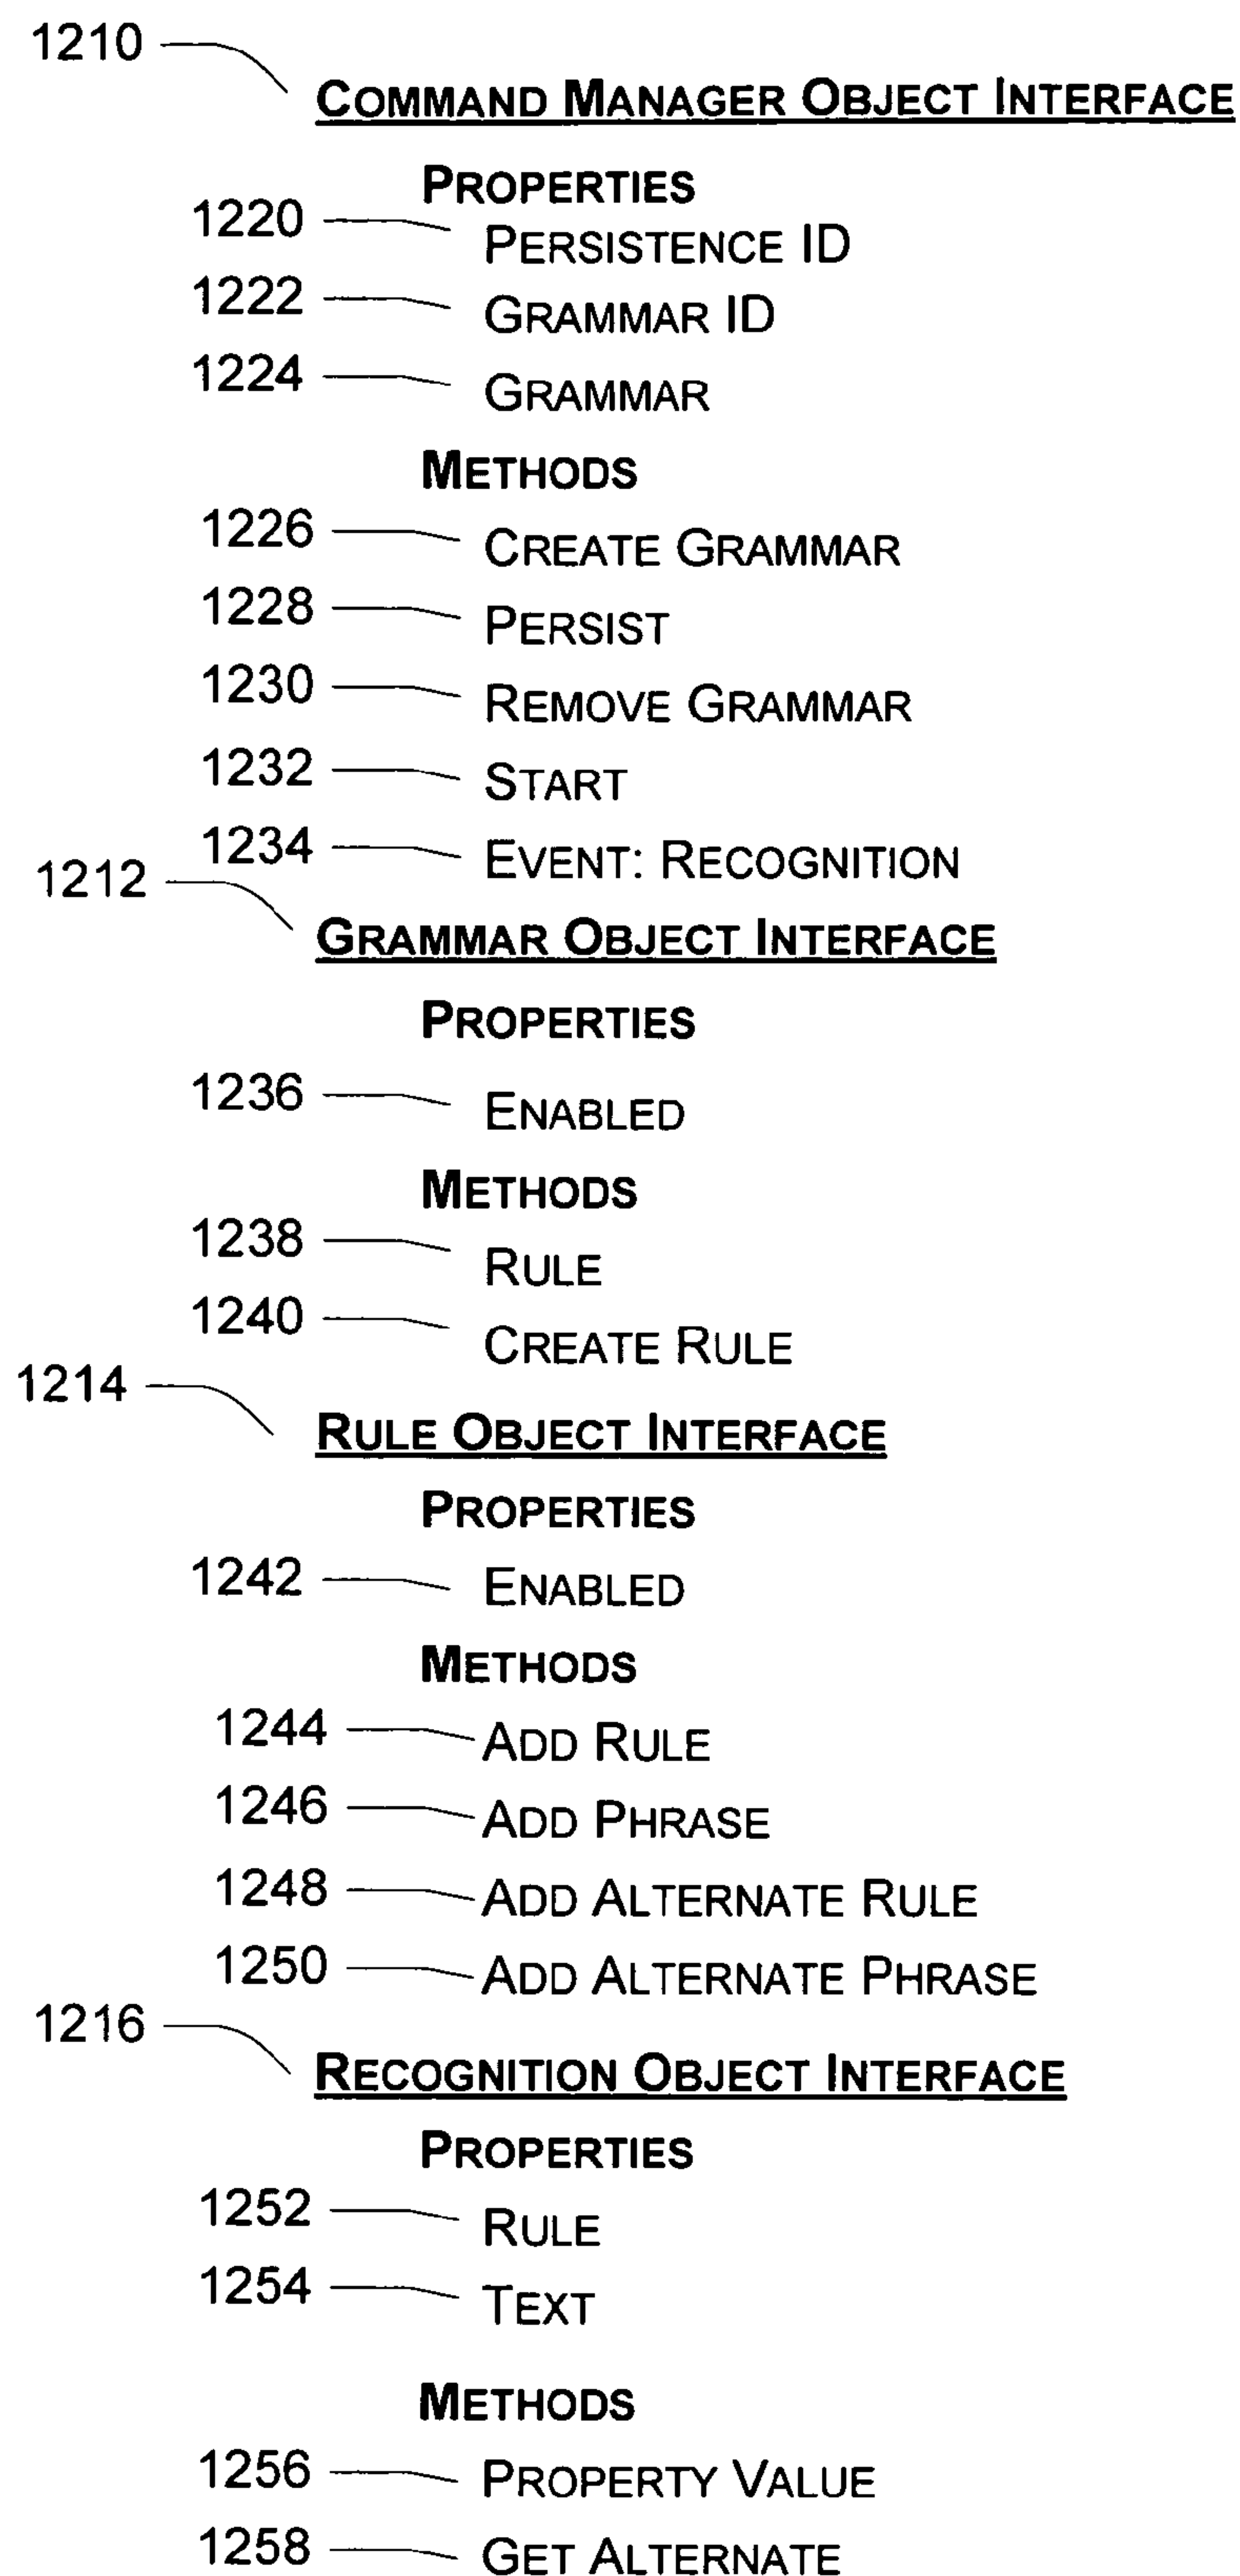 1210
COMMAND MANAGER OBJECT INTERFACE
PROPERTIES
1220 PERSISTENCE ID
1222 GRAMMAR ID
1224 GRAMMAR
METHODS
1226 CREATE GRAMMAR
1228 PERSIST
1230 REMOVE GRAMMAR
1232 START
1234 EVENT: RECOGNITION
1212
GRAMMAR OBJECT INTERFACE
PROPERTIES
1236 ENABLED
METHODS
1238 RULE
1240 CREATE RULE
1214
RULE OBJECT INTERFACE
PROPERTIES
1242 ENABLED
METHODS
1244 ADD RULE
1246 ADD PHRASE
1248 ADD ALTERNATE RULE
1250 ADD ALTERNATE PHRASE
1216
RECOGNITION OBJECT INTERFACE
PROPERTIES
1252 RULE
1254 TEXT
METHODS
1256 PROPERTY VALUE
1258 GET ALTERNATE